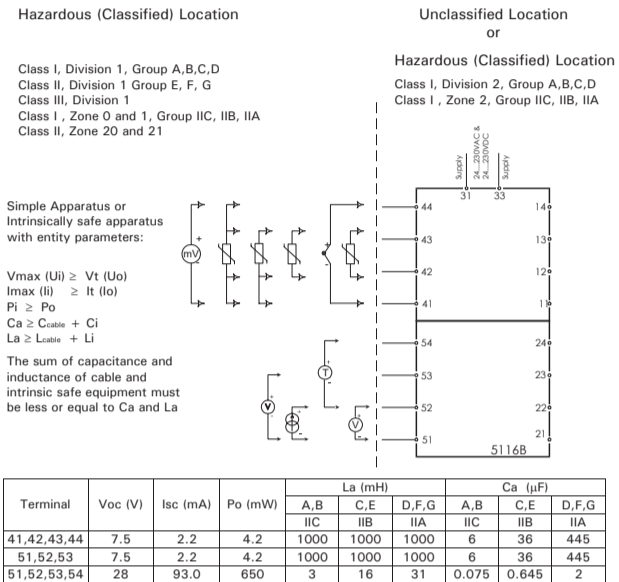 Hazardous (Classified) Location
Unclassified Location
or
Hazardous (Classified) Location
Class I, Division 1, Group A,B,C,D
Class II, Division 1 Group E, F, G
Class III, Division 1
Class I , Zone 0 and 1, Group IIC, IIB, IIA
Class II, Zone 20 and 21
Class I, Division 2, Group A,B,C,D
Class I , Zone 2, Group IIC, IIB, IIA
Supply
24...230VAC &
24...230VDC
Supply
31 33
Simple Apparatus or
Intrinsically safe apparatus
with entity parameters:
Vmax (Ui) ≥ Vt (Uo)
Imax (Ii) ≥ It (Io)
Pi ≥ Po
Ca ≥ Ccable + Ci
La ≥ Lcable + Li
The sum of capacitance and
inductance of cable and
intrinsic safe equipment must
be less or equal to Ca and La
+ mV -
+ T -
+ V -
+ -
+ V -
44 14
43 13
42 12
41 11
54 24
53 23
52 22
51 21
5116B
Terminal Voc (V) Isc (mA) Po (mW) La (mH) Ca (μF)
A,B C,E D,F,G A,B C,E D,F,G
IIC IIB IIA IIC IIB IIA
41,42,43,44 7.5 2.2 4.2 1000 1000 1000 6 36 445
51,52,53 7.5 2.2 4.2 1000 1000 1000 6 36 445
51,52,53,54 28 93.0 650 3 16 31 0.075 0.645 2